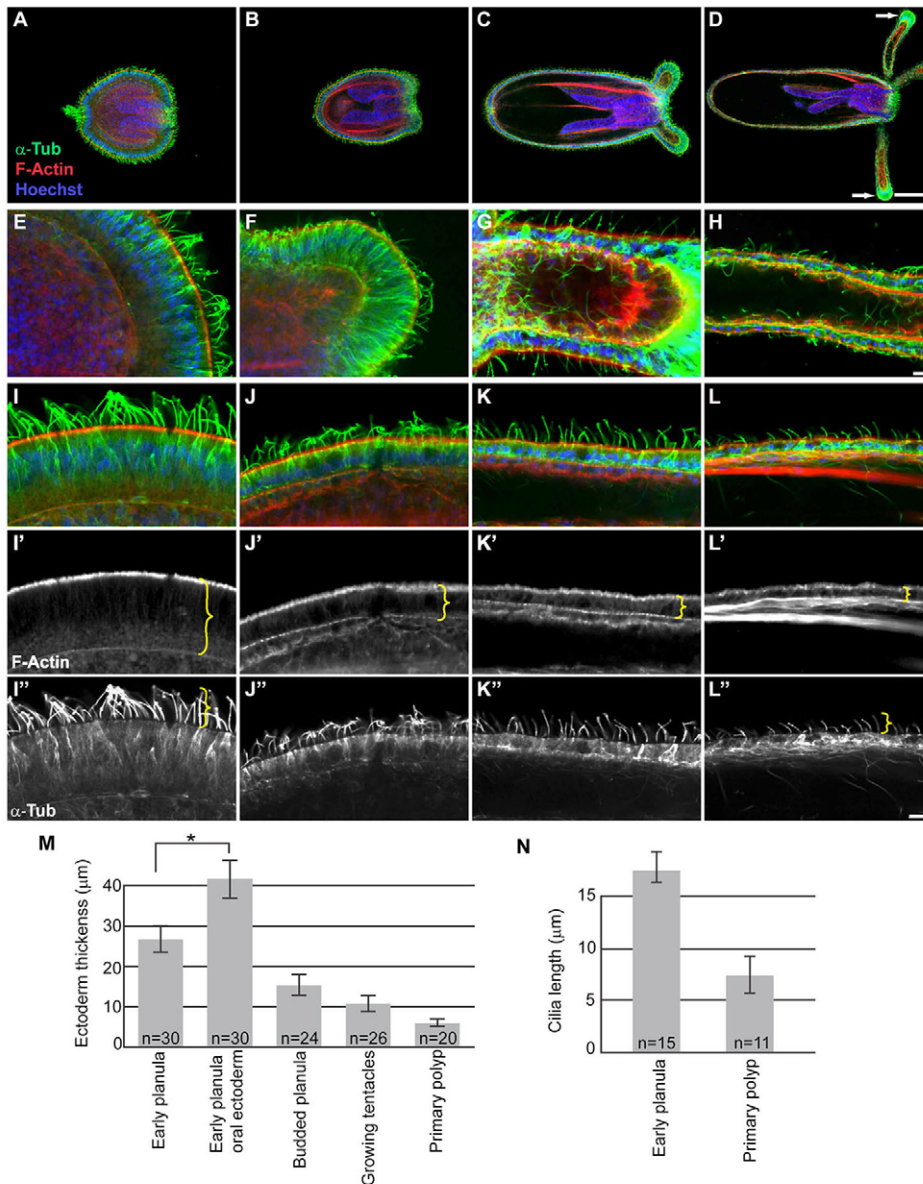 A
B
C
D
α-Tub
F-Actin
Hoechst
E
F
G
H
I
J
K
L
I'
J'
K'
L'
F-Actin
I''
J''
K''
L''
α-Tub
M
*
Ectoderm thickenss (μm)
40
30
20
10
0
n=30
n=30
n=24
n=26
n=20
Early planula
Early planula
oral ectoderm
Budded planula
Growing tentacles
Primary polyp
N
Cilia length (μm)
15
10
5
0
n=15
n=11
Early planula
Primary polyp